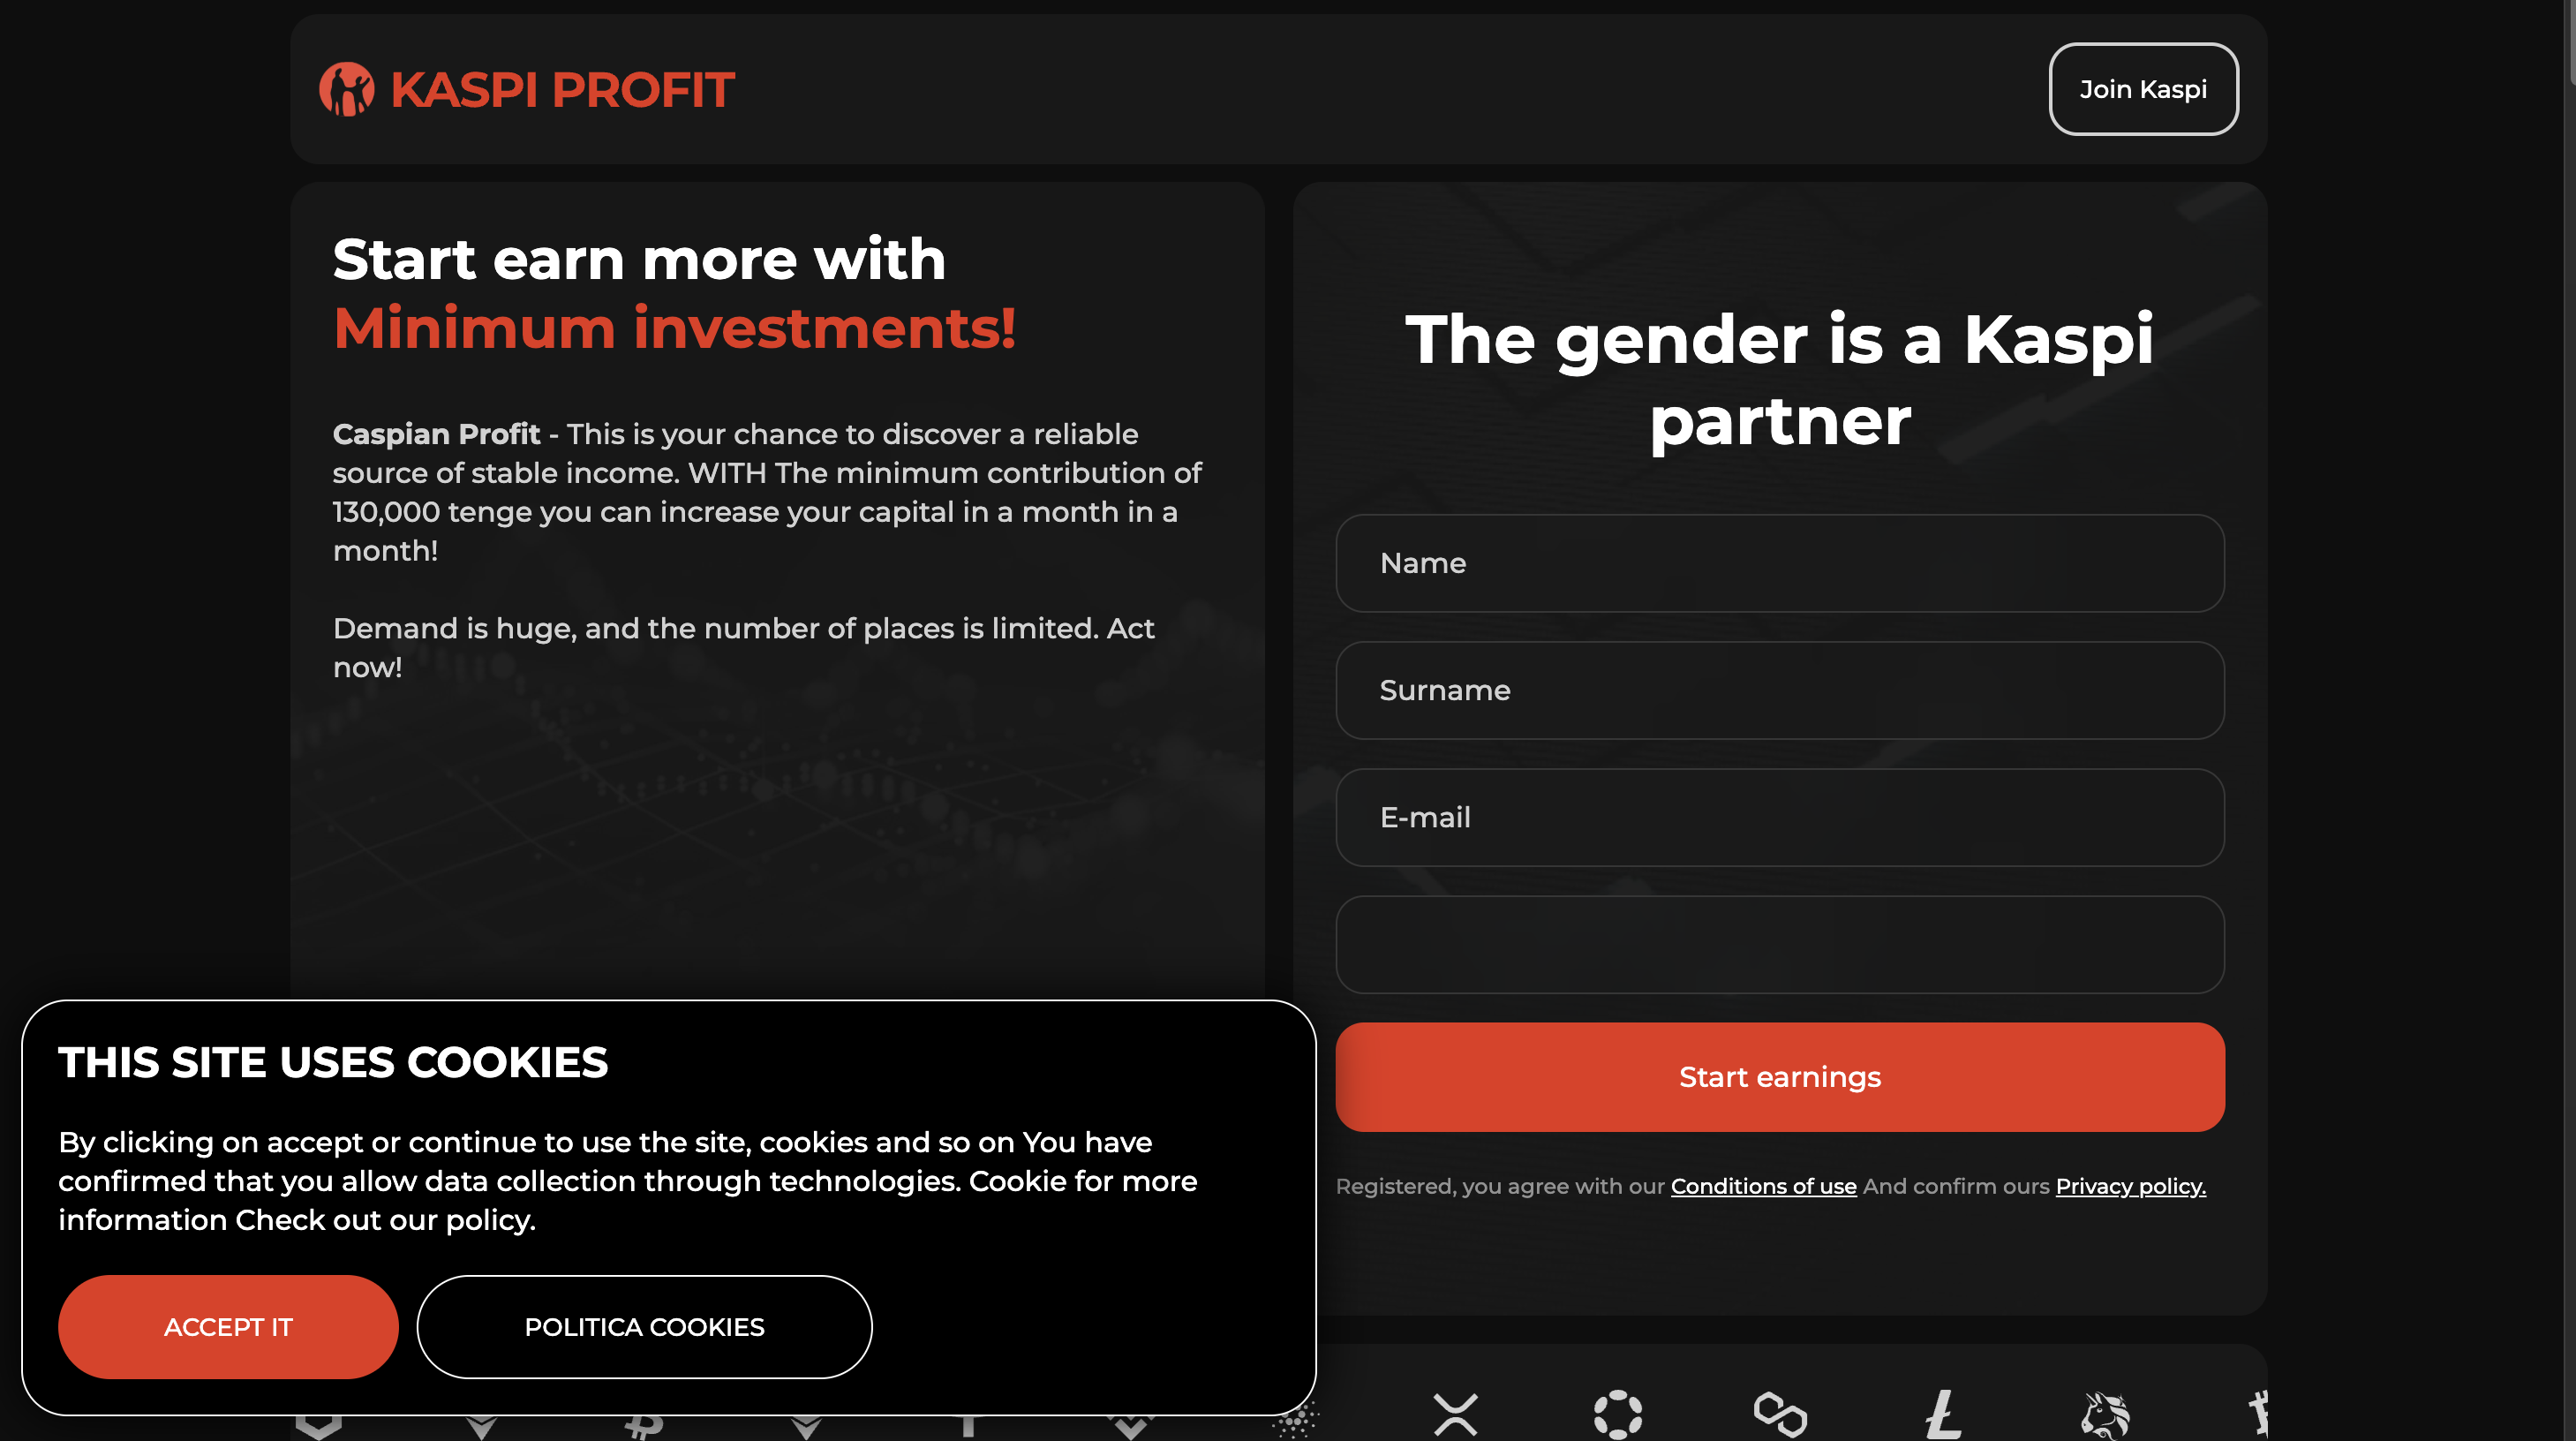 KASPI PROFIT
Join Kaspi
Start earn more with
Minimum investments!
Caspian Profit - This is your chance to discover a reliable
source of stable income. WITH The minimum contribution of
130,000 tenge you can increase your capital in a month in a
month!
Demand is huge, and the number of places is limited. Act
now!
The gender is a Kaspi
partner
Name
Surname
E-mail
Start earnings
Registered, you agree with our Conditions of use And confirm ours Privacy policy.
THIS SITE USES COOKIES
By clicking on accept or continue to use the site, cookies and so on You have
confirmed that you allow data collection through technologies. Cookie for more
information Check out our policy.
ACCEPT IT
POLITICA COOKIES